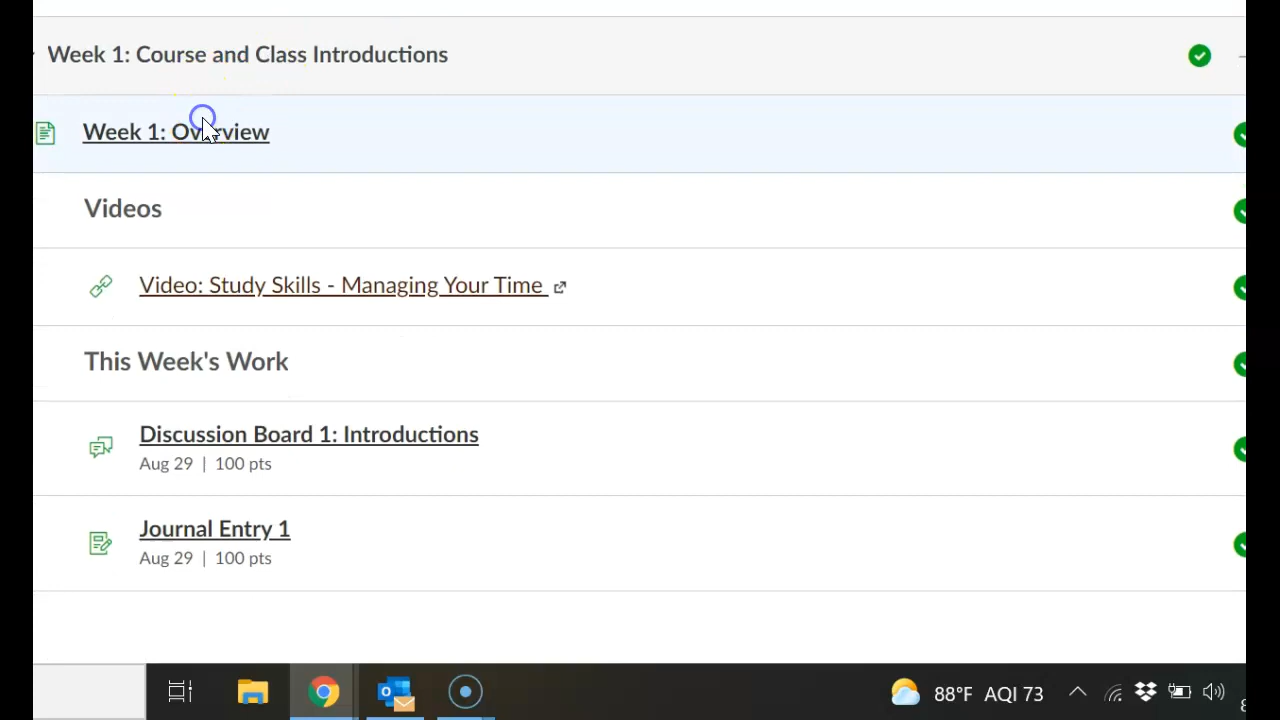 Week 1: Course and Class Introductions
Week 1: Overview
Videos
Video: Study Skills - Managing Your Time
This Week's Work
Discussion Board 1: Introductions
Aug 29 | 100 pts
Journal Entry 1
Aug 29 | 100 pts
88°F AQI 73